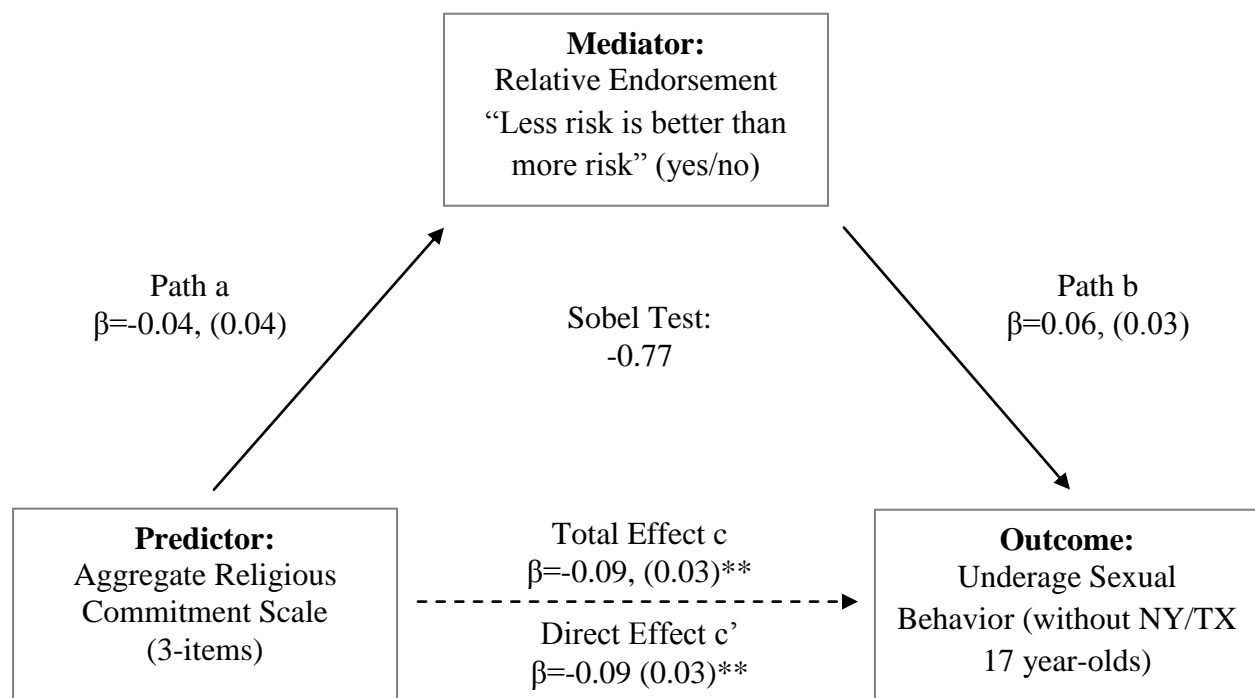 Mediator:
Relative Endorsement
“Less risk is better than
more risk” (yes/no)
Path a
β=-0.04, (0.04)
Sobel Test:
-0.77
Path b
β=0.06, (0.03)
Predictor:
Aggregate Religious
Commitment Scale
(3-items)
Total Effect c
β=-0.09, (0.03)**
Direct Effect c’
β=-0.09 (0.03)**
Outcome:
Underage Sexual
Behavior (without NY/TX
17 year-olds)